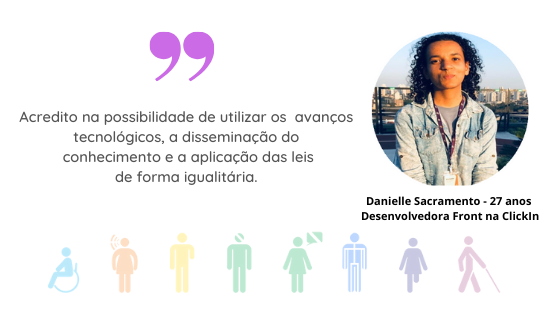 Acredito na possibilidade de utilizar os avanços
tecnológicos, a disseminação do
conhecimento e a aplicação das leis
de forma igualitária.
Danielle Sacramento - 27 anos
Desenvolvedora Front na ClickIn